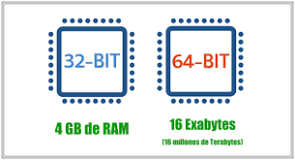 32-BIT
64-BIT
4 GB de RAM
16 Exabytes
(16 millones de Terabytes)